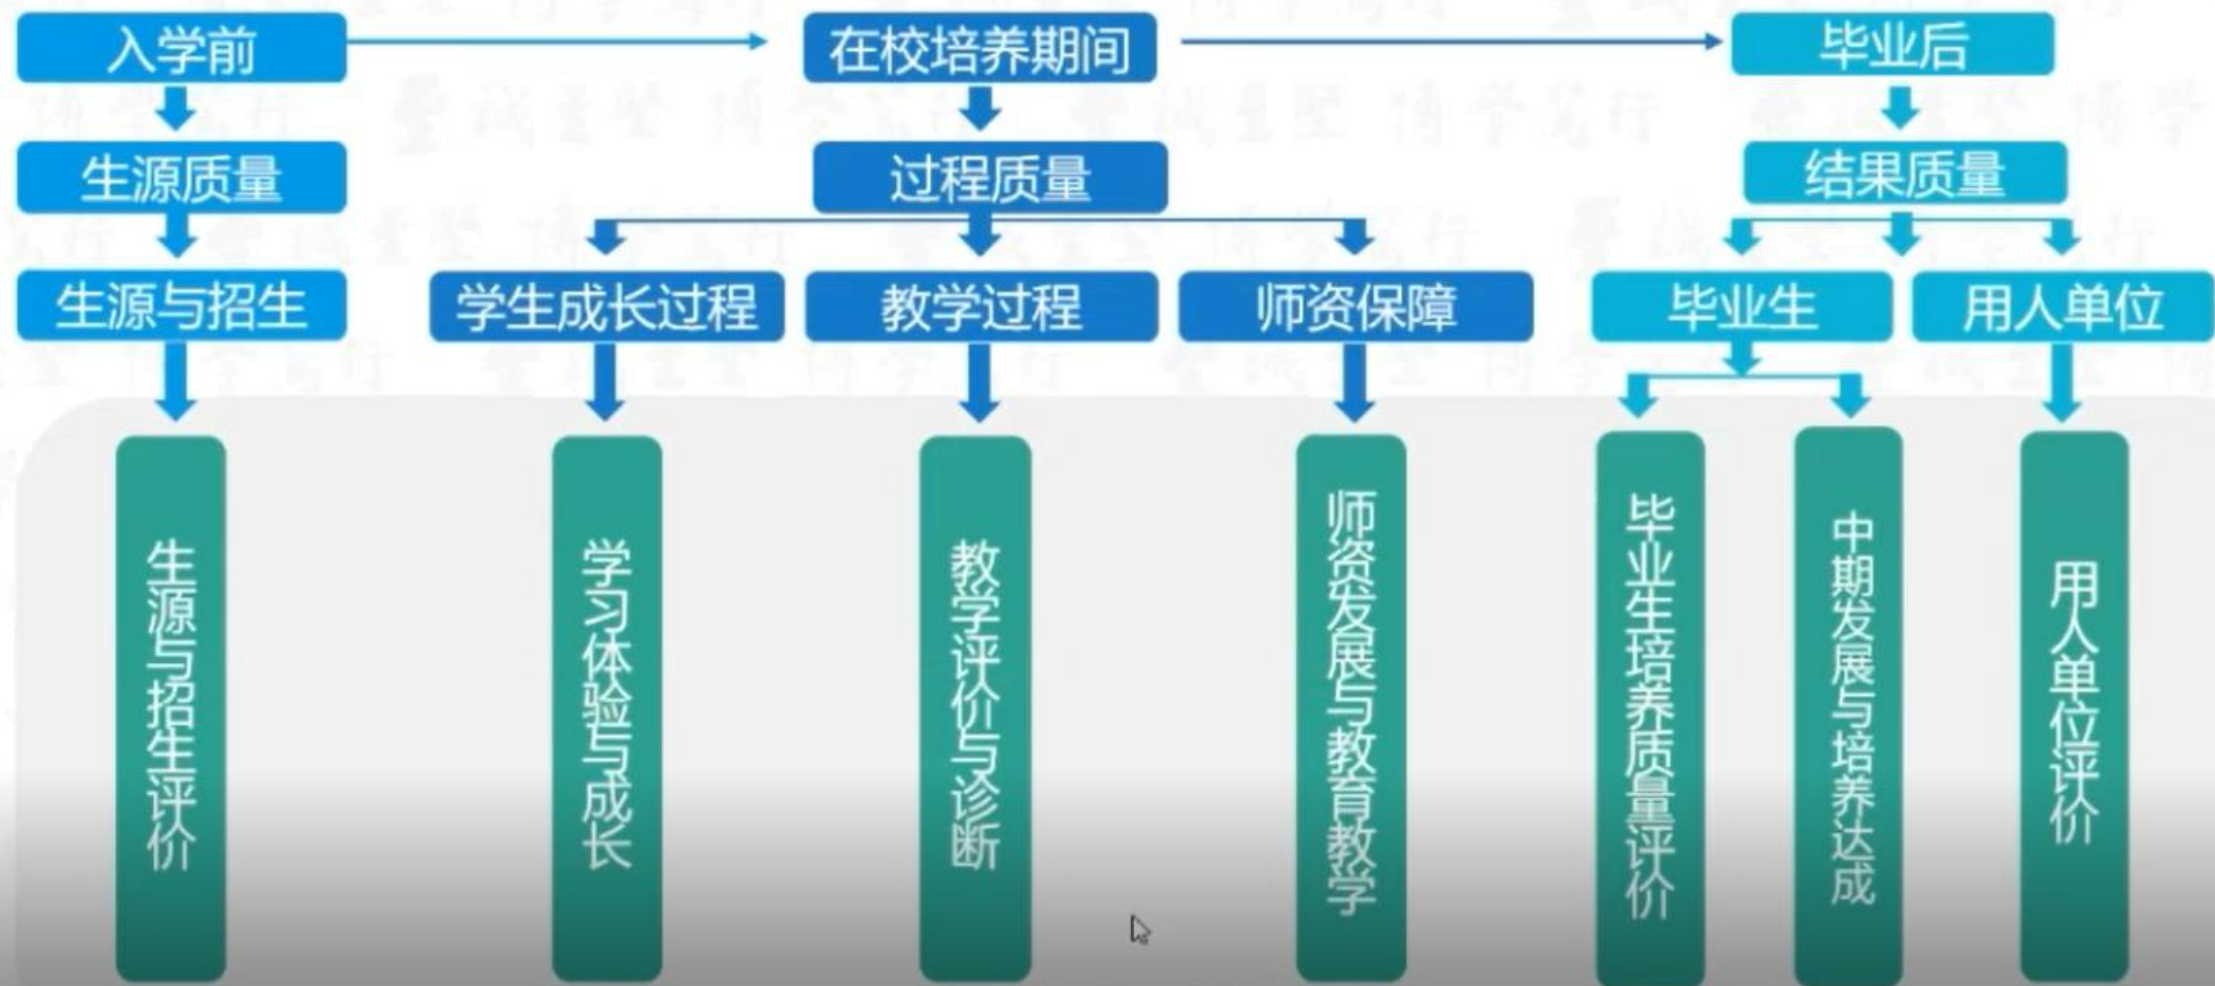 入学前
在校培养期间
毕业后
生源质量
过程质量
结果质量
生源与招生
学生成长过程
教学过程
师资保障
毕业生
用人单位
生源与招生评价
学习体验与成长
教学评价与诊断
师资发展与教育教学
毕业生培养质量评价
中期发展与培养达成
用人单位评价